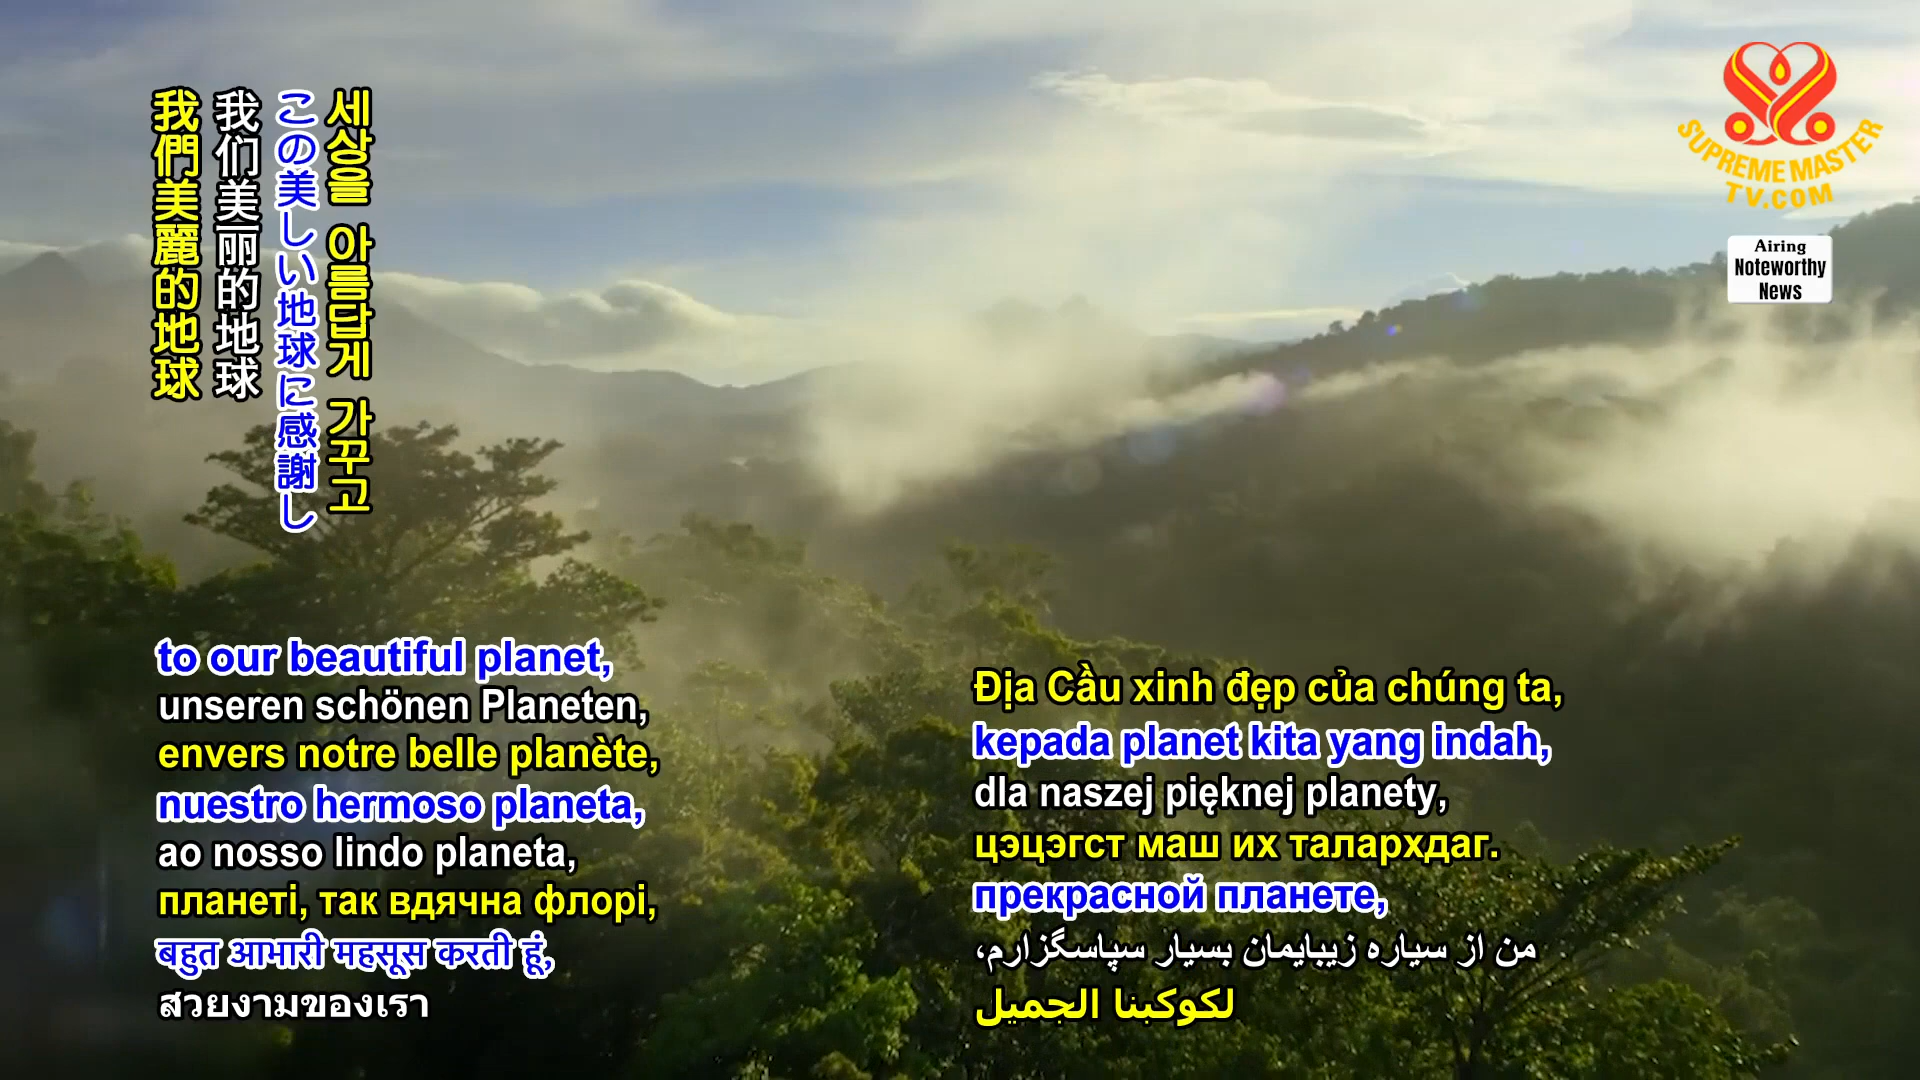 我們美麗的地球
我们美丽的地球
この美しい地球に感謝し
세상을 아름답게 가꾸고
SUPREME MASTER
TV.COM
Airing
Noteworthy
News
to our beautiful planet,
unseren schönen Planeten,
envers notre belle planète,
nuestro hermoso planeta,
ao nosso lindo planeta,
планеті, так вдячна флорі,
बहुत आभारी महसूस करती हूं,
สวยงามของเรา
Địa Cầu xinh đẹp của chúng ta,
kepada planet kita yang indah,
dla naszej pięknej planety,
цэцэгст маш их талархдаг.
прекрасной планете,
من از سیاره زیبایمان بسیار سپاسگزارم،
لكوكبنا الجميل